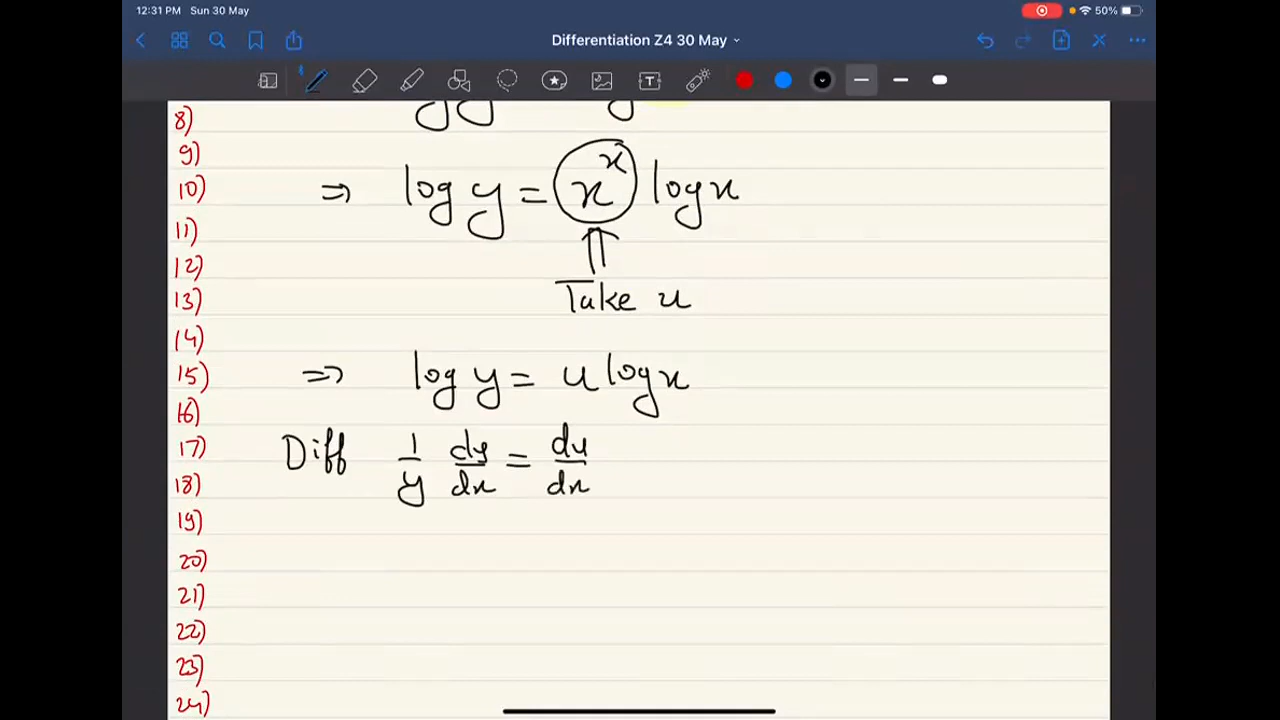 12:31 PM Sun 30 May 50%
Differentiation Z4 30 May
T
8)
9)
10) ⇒ log y = x^x log x
11)
12)
13) Take u
14)
15) ⇒ log y = u log x
16)
17) Diff 1/y dy/dx = du/dx
18)
19)
20)
21)
22)
23)
24)